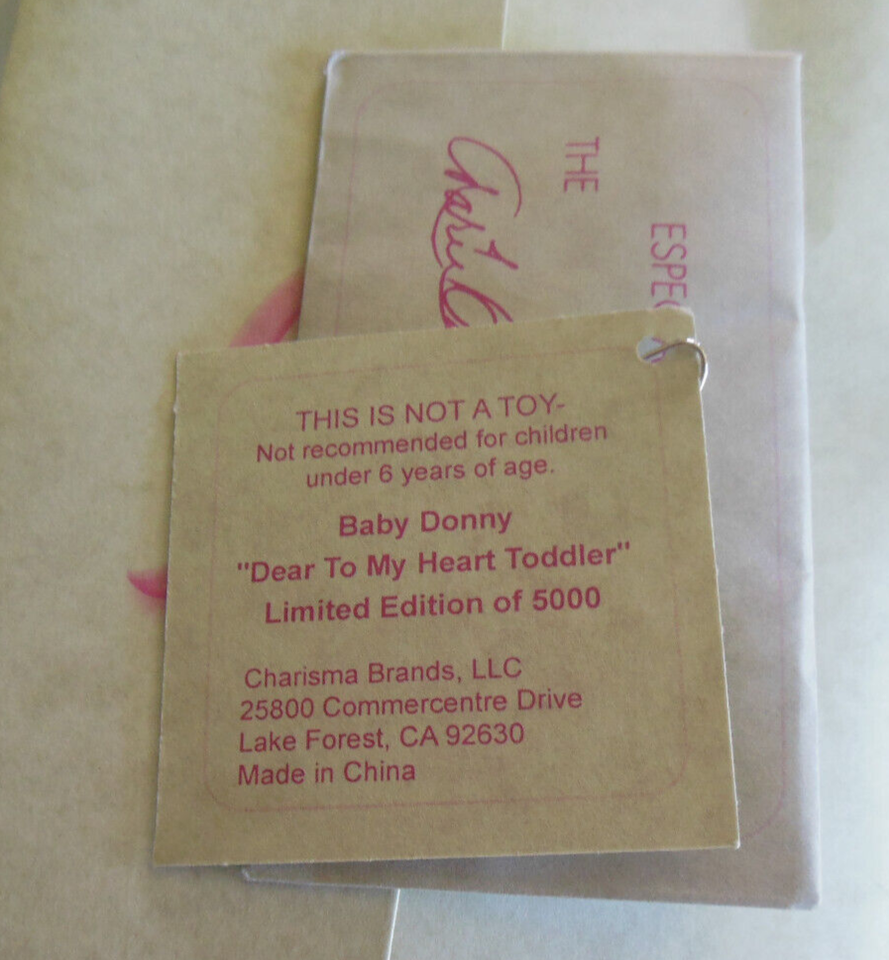 THE
ESPEC
THIS IS NOT A TOY-
Not recommended for children
under 6 years of age.
Baby Donny
"Dear To My Heart Toddler"
Limited Edition of 5000
Charisma Brands, LLC
25800 Commercentre Drive
Lake Forest, CA 92630
Made in China